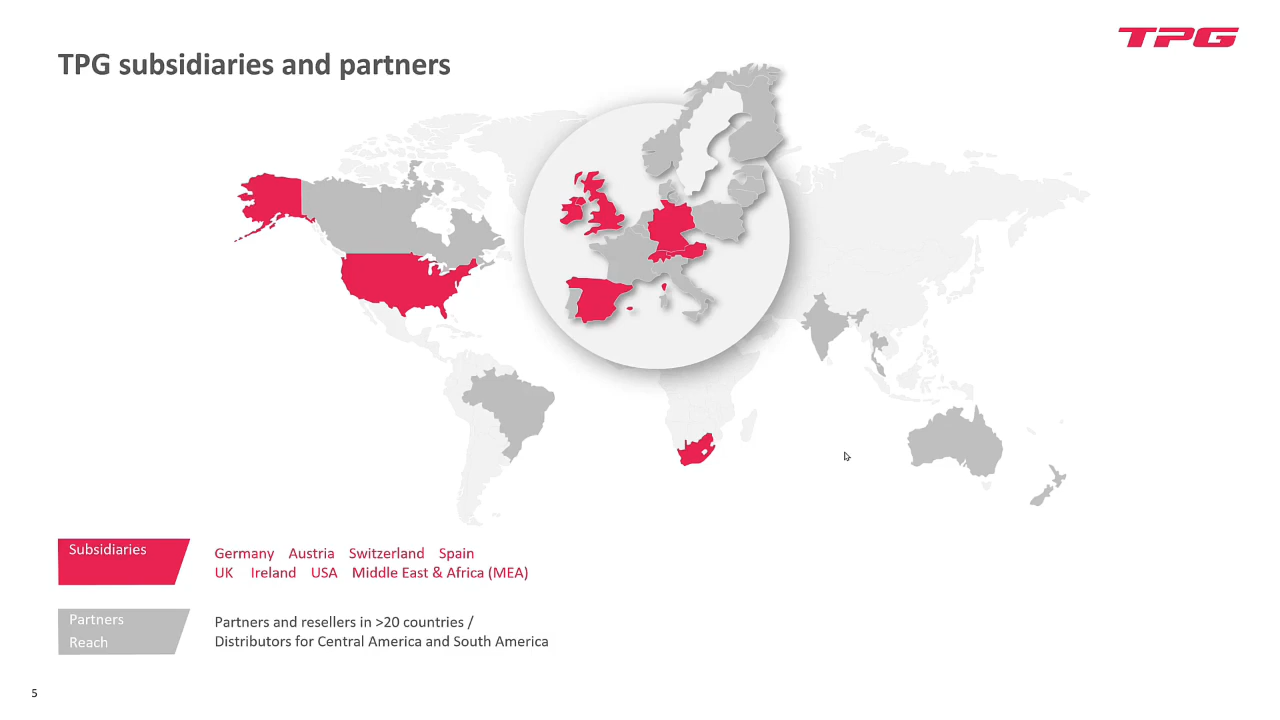 TPG
TPG subsidiaries and partners
Subsidiaries
Germany Austria Switzerland Spain
UK Ireland USA Middle East & Africa (MEA)
Partners
Reach
Partners and resellers in >20 countries /
Distributors for Central America and South America
5